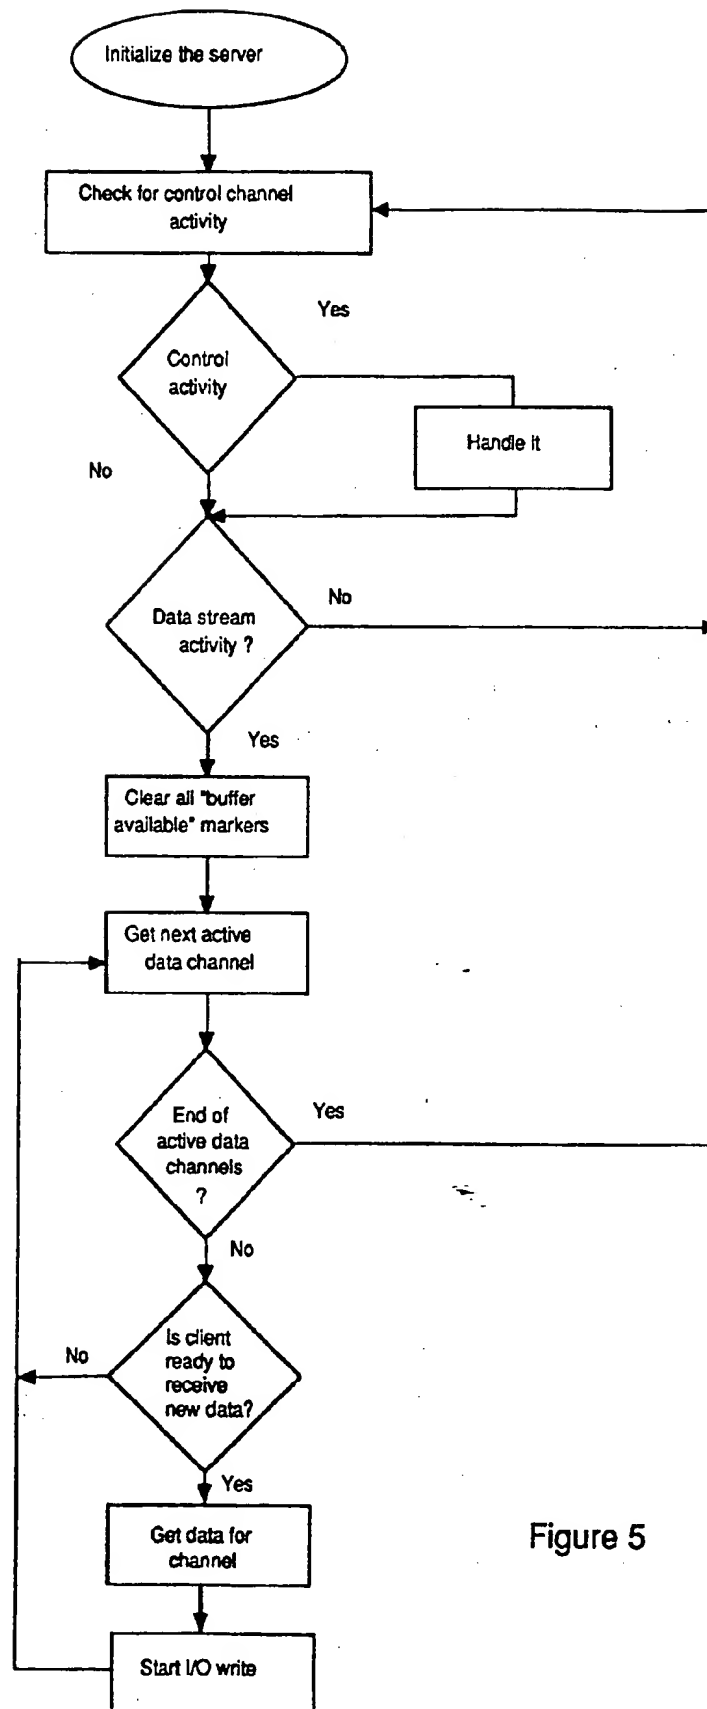 Initialize the server
Check for control channel
activity
Yes
Control
activity
Handle it
No
Data stream
activity ?
No
Yes
Clear all "buffer
available" markers
Get next active
data channel
End of
active data
channels
?
Yes
No
Is client
ready to
receive
new data?
No
Yes
Get data for
channel
Figure 5
Start I/O write